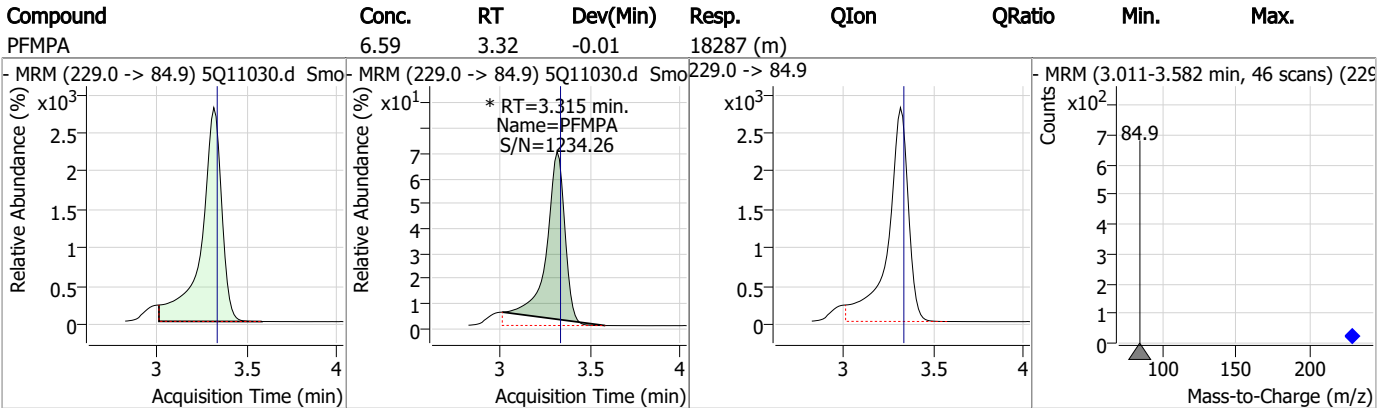 Compound Conc. RT Dev(Min) Resp. QIon QRatio Min. Max.
PFMPA 6.59 3.32 -0.01 18287 (m)
- MRM (229.0 -> 84.9) 5Q11030.d Smo
x10³
Relative Abundance (%)
2.5
2
1.5
1
0.5
0
3 3.5 4
Acquisition Time (min)
- MRM (229.0 -> 84.9) 5Q11030.d Smo
x10¹
Relative Abundance (%)
* RT=3.315 min.
Name=PFMPA
S/N=1234.26
7
6
5
4
3
2
1
0
3 3.5 4
Acquisition Time (min)
229.0 -> 84.9
x10³
2.5
2
1.5
1
0.5
0
3 3.5 4
- MRM (3.011-3.582 min, 46 scans) (229
x10²
Counts
84.9
7
6
5
4
3
2
1
0
100 150 200
Mass-to-Charge (m/z)